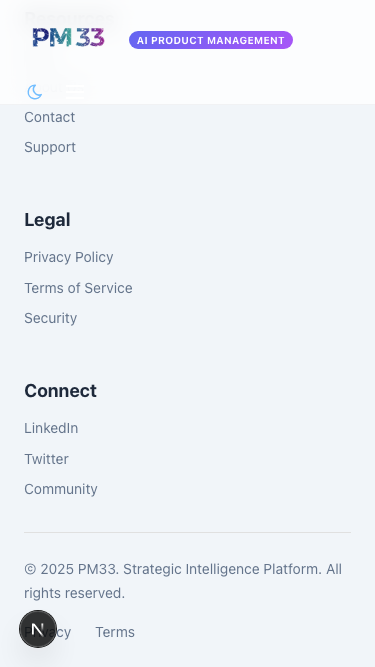 PM33
AI PRODUCT MANAGEMENT
Contact
Support
Legal
Privacy Policy
Terms of Service
Security
Connect
LinkedIn
Twitter
Community
© 2025 PM33. Strategic Intelligence Platform. All
rights reserved.
N
Terms